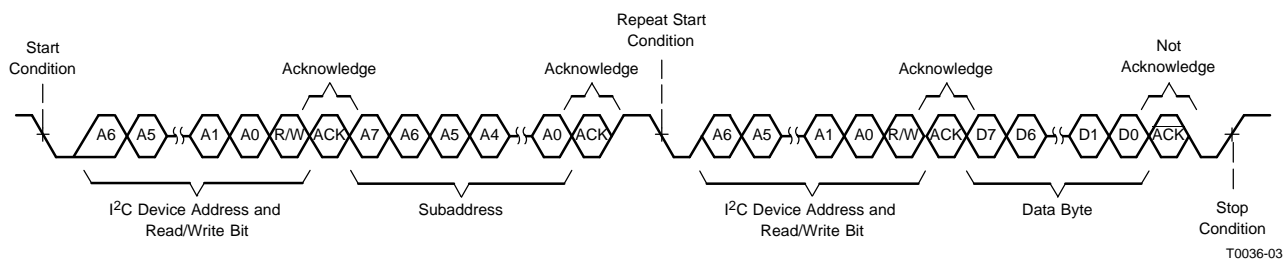 Repeat Start
Condition
Start
Condition
Not
Acknowledge
Acknowledge
Acknowledge
Acknowledge
A6 A5 A1 A0 R/W ACK A7 A6 A5 A4 A0 ACK A6 A5 A1 A0 R/W ACK D7 D6 D1 D0 ACK
I²C Device Address and
Read/Write Bit
Subaddress
I²C Device Address and
Read/Write Bit
Data Byte
Stop
Condition
T0036-03